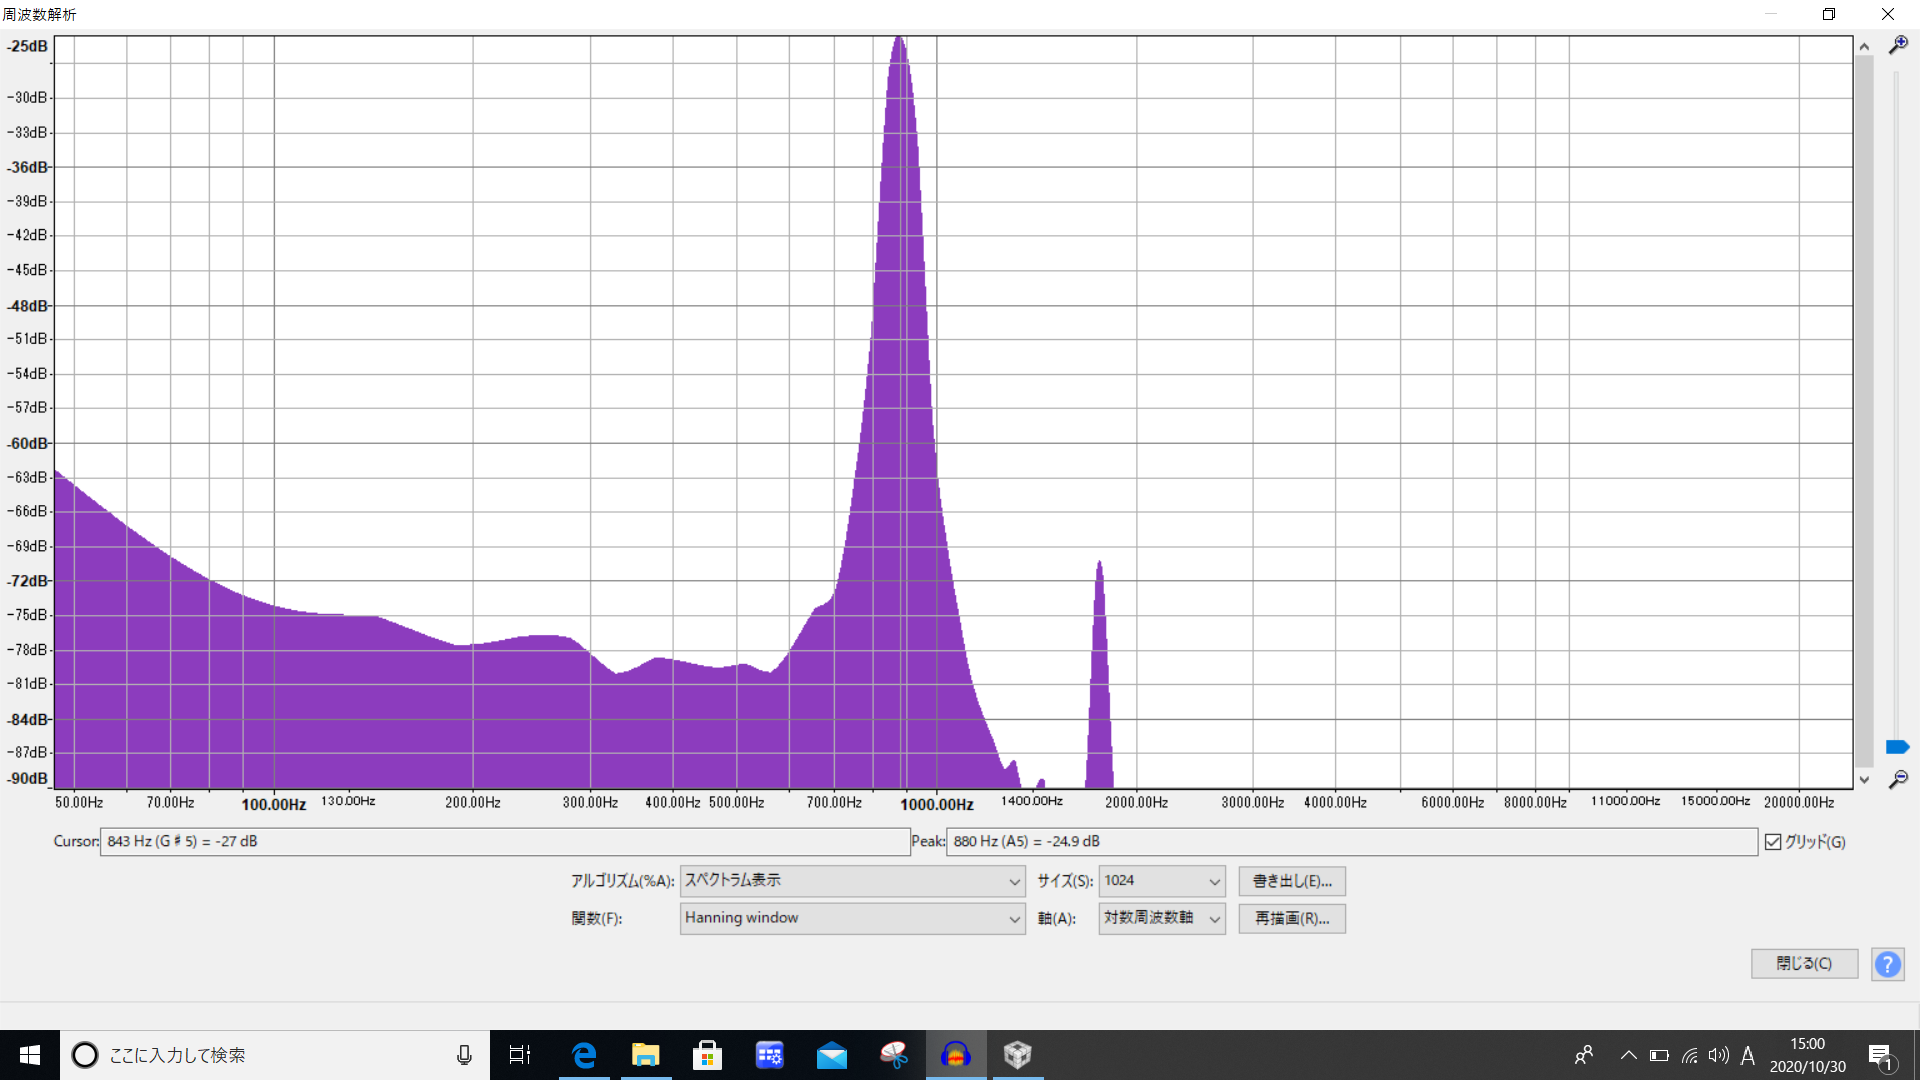 周波数解析
-25dB
-30dB
-33dB
-36dB
-39dB
-42dB
-45dB
-48dB
-51dB
-54dB
-57dB
-60dB
-63dB
-66dB
-69dB
-72dB
-75dB
-78dB
-81dB
-84dB
-87dB
-90dB
50.00Hz 70.00Hz 100.00Hz 130.00Hz 200.00Hz 300.00Hz 400.00Hz 500.00Hz 700.00Hz 1000.00Hz 1400.00Hz 2000.00Hz 3000.00Hz 4000.00Hz 6000.00Hz 8000.00Hz 11000.00Hz 15000.00Hz 20000.00Hz
Cursor: 843 Hz (G♯5) = -27 dB Peak: 880 Hz (A5) = -24.9 dB グリッド(G)
アルゴリズム(%A): スペクトラム表示 サイズ(S): 1024 書き出し(E)...
関数(F): Hanning window 軸(A): 対数周波数軸 再描画(R)...
閉じる(C) ?
ここに入力して検索
A
15:00
2020/10/30
1